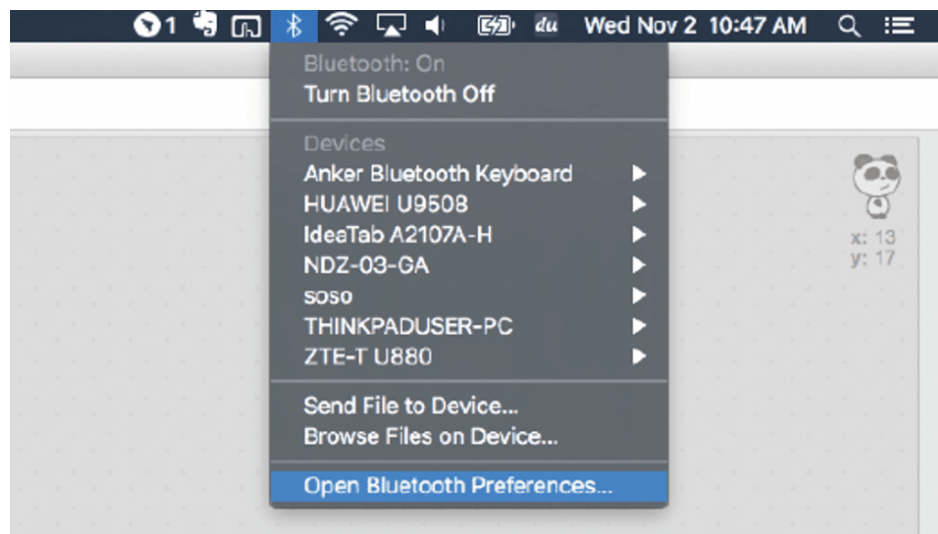 1 du Wed Nov 2 10:47 AM
Bluetooth: On
Turn Bluetooth Off
Devices
Anker Bluetooth Keyboard
HUAWEI U9508
IdeaTab A2107A-H
NDZ-03-GA
soso
THINKPADUSER-PC
ZTE-T U880
Send File to Device...
Browse Files on Device...
Open Bluetooth Preferences...
x: 13
y: 17